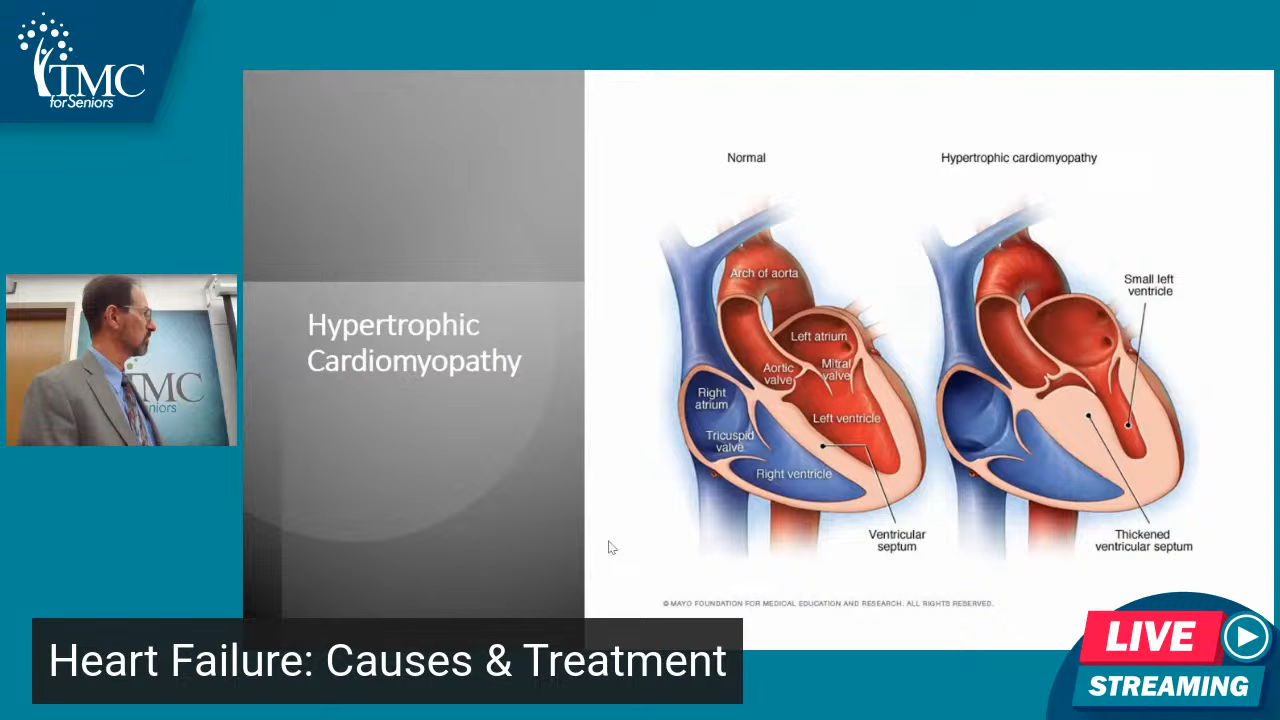 TMC
for Seniors
Hypertrophic
Cardiomyopathy
Normal
Arch of aorta
Left atrium
Mitral
valve
Aortic
valve
Right
atrium
Left ventricle
Tricuspid
valve
Right ventricle
Ventricular
septum
Hypertrophic cardiomyopathy
Small left
ventricle
Thickened
ventricular septum
© MAYO FOUNDATION FOR MEDICAL EDUCATION AND RESEARCH. ALL RIGHTS RESERVED.
TMC
niors
Heart Failure: Causes & Treatment
LIVE
STREAMING